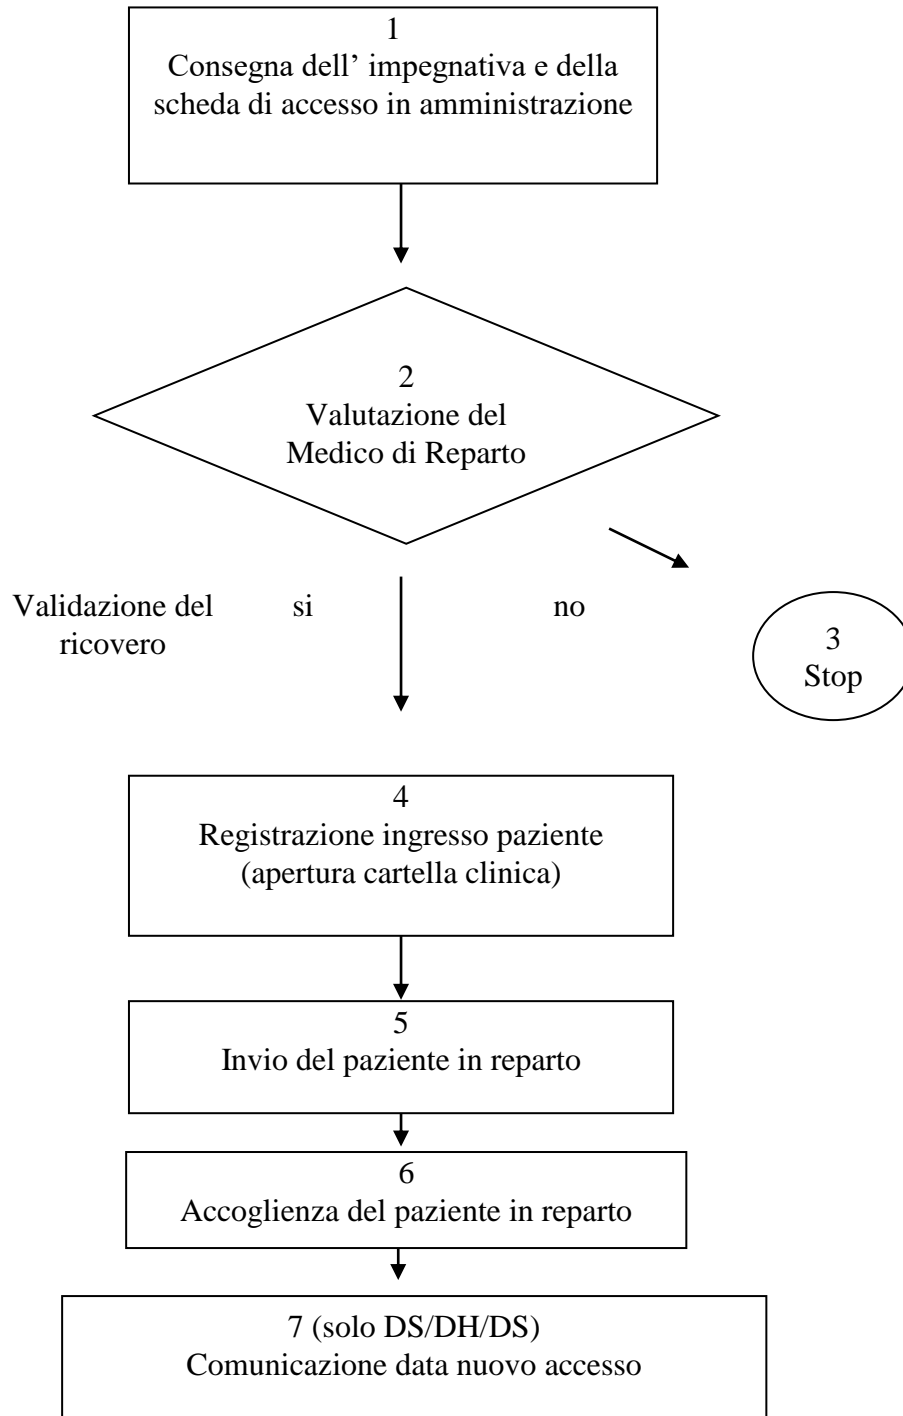 1
Consegna dell’ impegnativa e della
scheda di accesso in amministrazione
2
Valutazione del
Medico di Reparto
Validazione del
ricovero
si
no
3
Stop
4
Registrazione ingresso paziente
(apertura cartella clinica)
5
Invio del paziente in reparto
6
Accoglienza del paziente in reparto
7 (solo DS/DH/DS)
Comunicazione data nuovo accesso